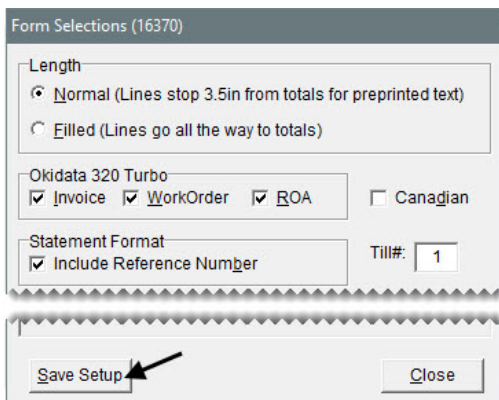 Form Selections (16370)
Length
Normal (Lines stop 3.5in from totals for preprinted text)
Filled (Lines go all the way to totals)
Okidata 320 Turbo
Invoice WorkOrder ROA Canadian
Statement Format
Include Reference Number Till#: 1
Save Setup Close